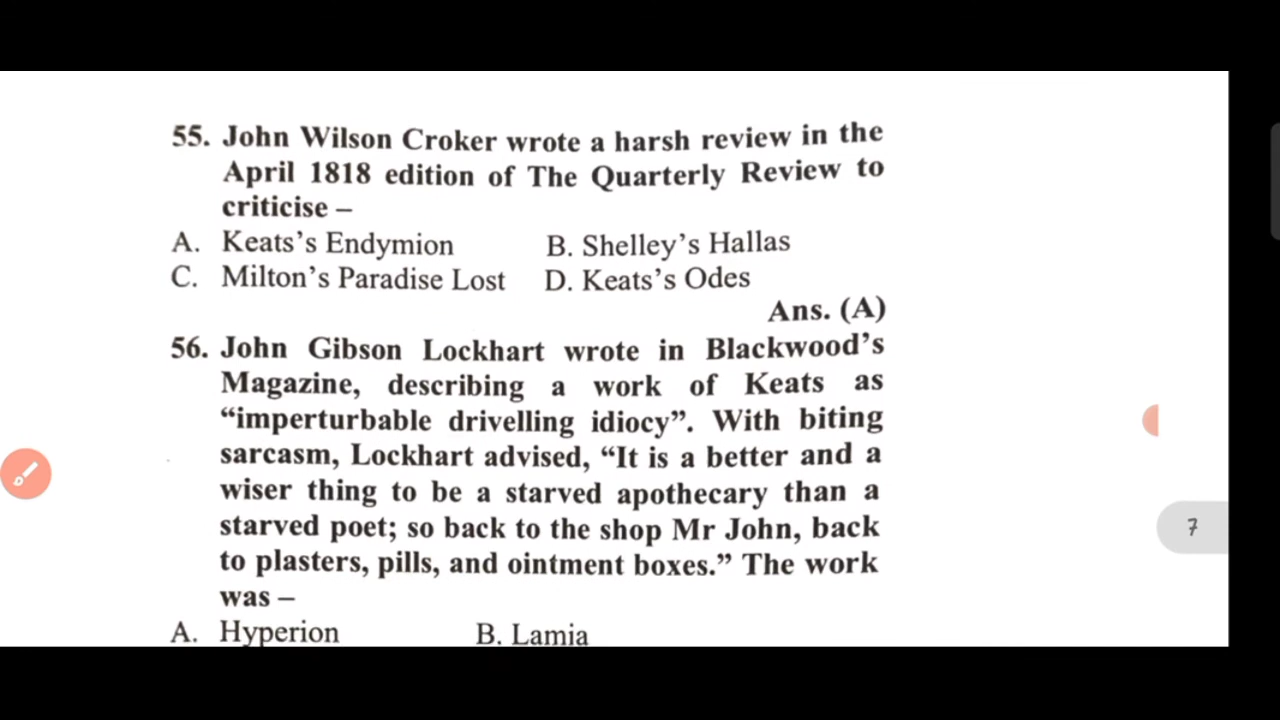 55. John Wilson Croker wrote a harsh review in the
April 1818 edition of The Quarterly Review to
criticise –
A. Keats's Endymion B. Shelley's Hallas
C. Milton's Paradise Lost D. Keats's Odes
Ans. (A)
56. John Gibson Lockhart wrote in Blackwood's
Magazine, describing a work of Keats as
“imperturbable drivelling idiocy”. With biting
sarcasm, Lockhart advised, “It is a better and a
wiser thing to be a starved apothecary than a
starved poet; so back to the shop Mr John, back
to plasters, pills, and ointment boxes.” The work
was –
A. Hyperion B. Lamia
7